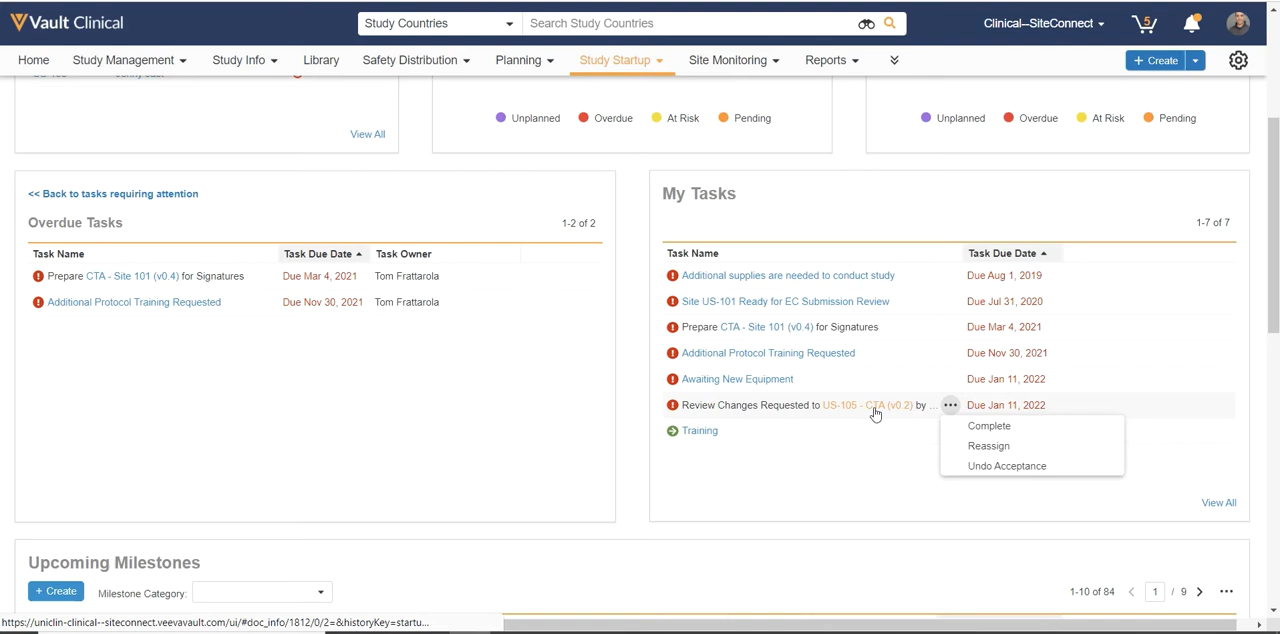 Vault Clinical
Study Countries
Search Study Countries
Clinical--SiteConnect
5
Home
Study Management
Study Info
Library
Safety Distribution
Planning
Study Startup
Site Monitoring
Reports
+ Create
View All
Unplanned
Overdue
At Risk
Pending
Unplanned
Overdue
At Risk
Pending
<< Back to tasks requiring attention
Overdue Tasks
1-2 of 2
Task Name
Task Due Date
Task Owner
Prepare CTA - Site 101 (v0.4) for Signatures
Due Mar 4, 2021
Tom Frattarola
Additional Protocol Training Requested
Due Nov 30, 2021
Tom Frattarola
My Tasks
1-7 of 7
Task Name
Task Due Date
Additional supplies are needed to conduct study
Due Aug 1, 2019
Site US-101 Ready for EC Submission Review
Due Jul 31, 2020
Prepare CTA - Site 101 (v0.4) for Signatures
Due Mar 4, 2021
Additional Protocol Training Requested
Due Nov 30, 2021
Awaiting New Equipment
Due Jan 11, 2022
Review Changes Requested to US-105 - CTA (v0.2) by ...
Due Jan 11, 2022
Complete
Reassign
Undo Acceptance
Training
View All
Upcoming Milestones
+ Create
Milestone Category:
1-10 of 84
1 / 9
https://uniclin-clinical--siteconnect.veevavault.com/ui/#doc_info/1812/0/2=&historyKey=startu...